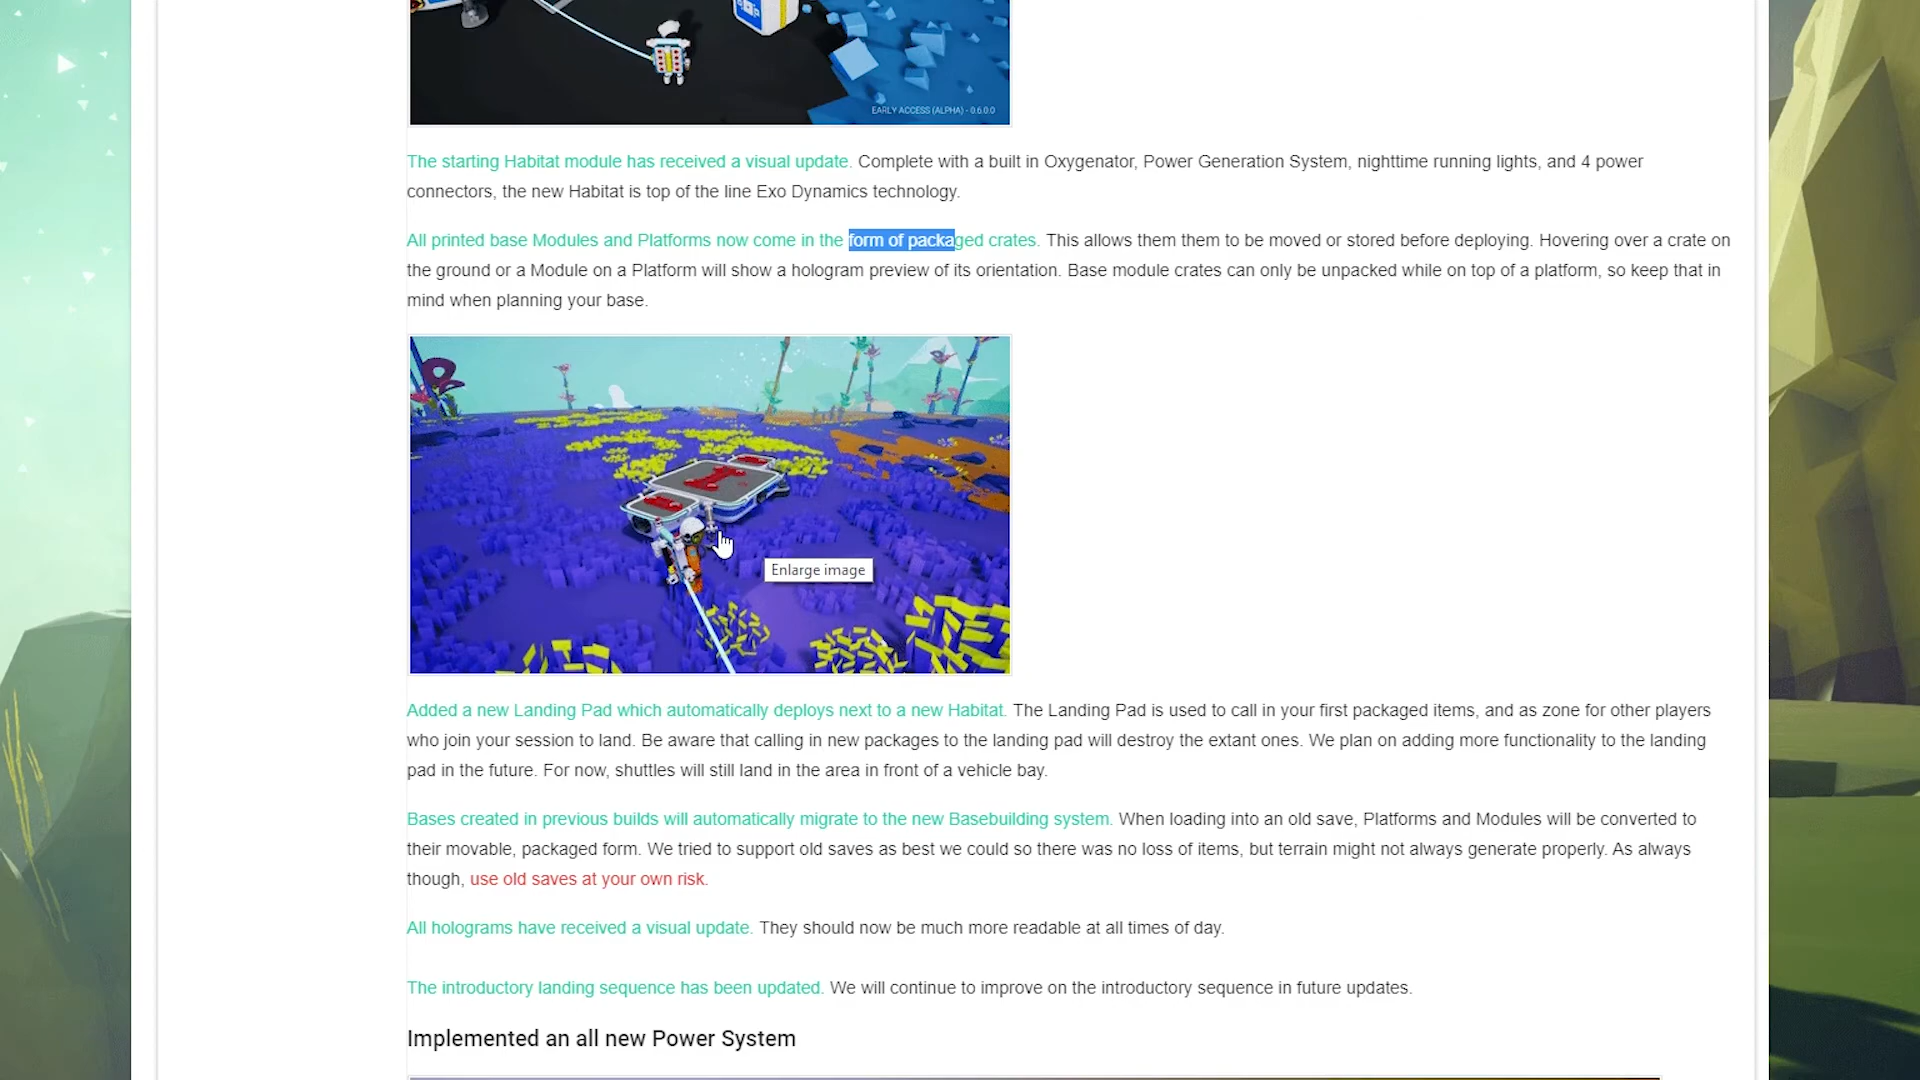 EARLY ACCESS (ALPHA) - 0.6.0.0
The starting Habitat module has received a visual update. Complete with a built in Oxygenator, Power Generation System, nighttime running lights, and 4 power
connectors, the new Habitat is top of the line Exo Dynamics technology.
All printed base Modules and Platforms now come in the form of packaged crates. This allows them them to be moved or stored before deploying. Hovering over a crate on
the ground or a Module on a Platform will show a hologram preview of its orientation. Base module crates can only be unpacked while on top of a platform, so keep that in
mind when planning your base.
Enlarge image
Added a new Landing Pad which automatically deploys next to a new Habitat. The Landing Pad is used to call in your first packaged items, and as zone for other players
who join your session to land. Be aware that calling in new packages to the landing pad will destroy the extant ones. We plan on adding more functionality to the landing
pad in the future. For now, shuttles will still land in the area in front of a vehicle bay.
Bases created in previous builds will automatically migrate to the new Basebuilding system. When loading into an old save, Platforms and Modules will be converted to
their movable, packaged form. We tried to support old saves as best we could so there was no loss of items, but terrain might not always generate properly. As always
though, use old saves at your own risk.
All holograms have received a visual update. They should now be much more readable at all times of day.
The introductory landing sequence has been updated. We will continue to improve on the introductory sequence in future updates.
Implemented an all new Power System